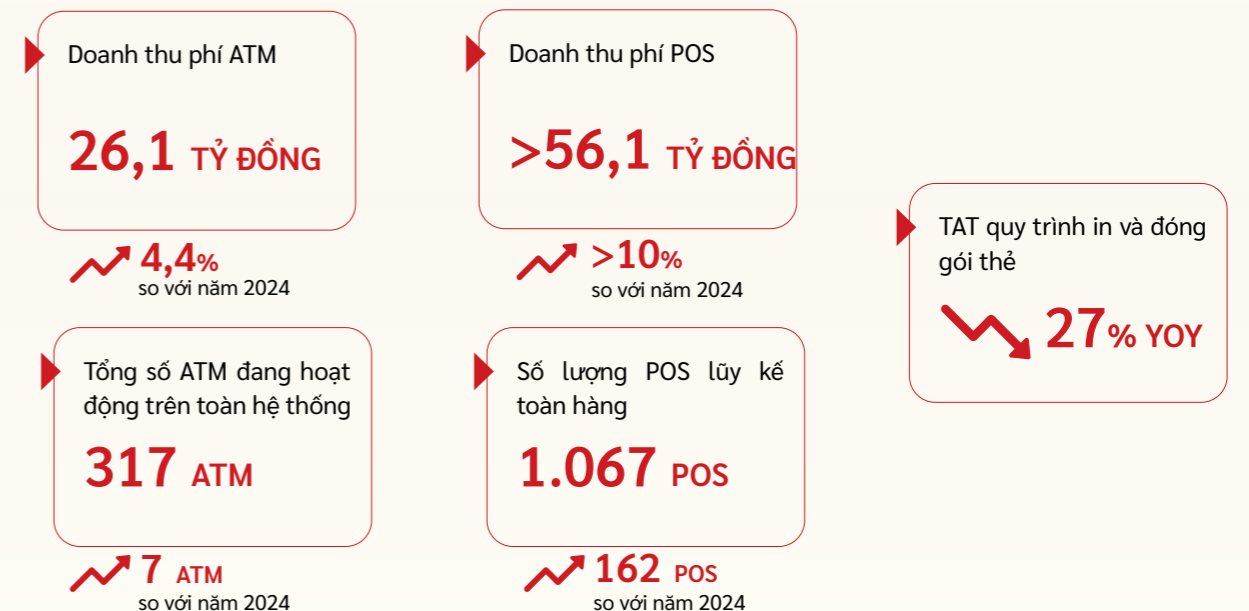 Doanh thu phí ATM
26,1 TỶ ĐỒNG
4,4%
so với năm 2024
Doanh thu phí POS
>56,1 TỶ ĐỒNG
>10%
so với năm 2024
Tổng số ATM đang hoạt
động trên toàn hệ thống
317 ATM
7 ATM
so với năm 2024
Số lượng POS lũy kế
toàn hàng
1.067 POS
162 POS
so với năm 2024
TAT quy trình in và đóng
gói thẻ
27% YOY